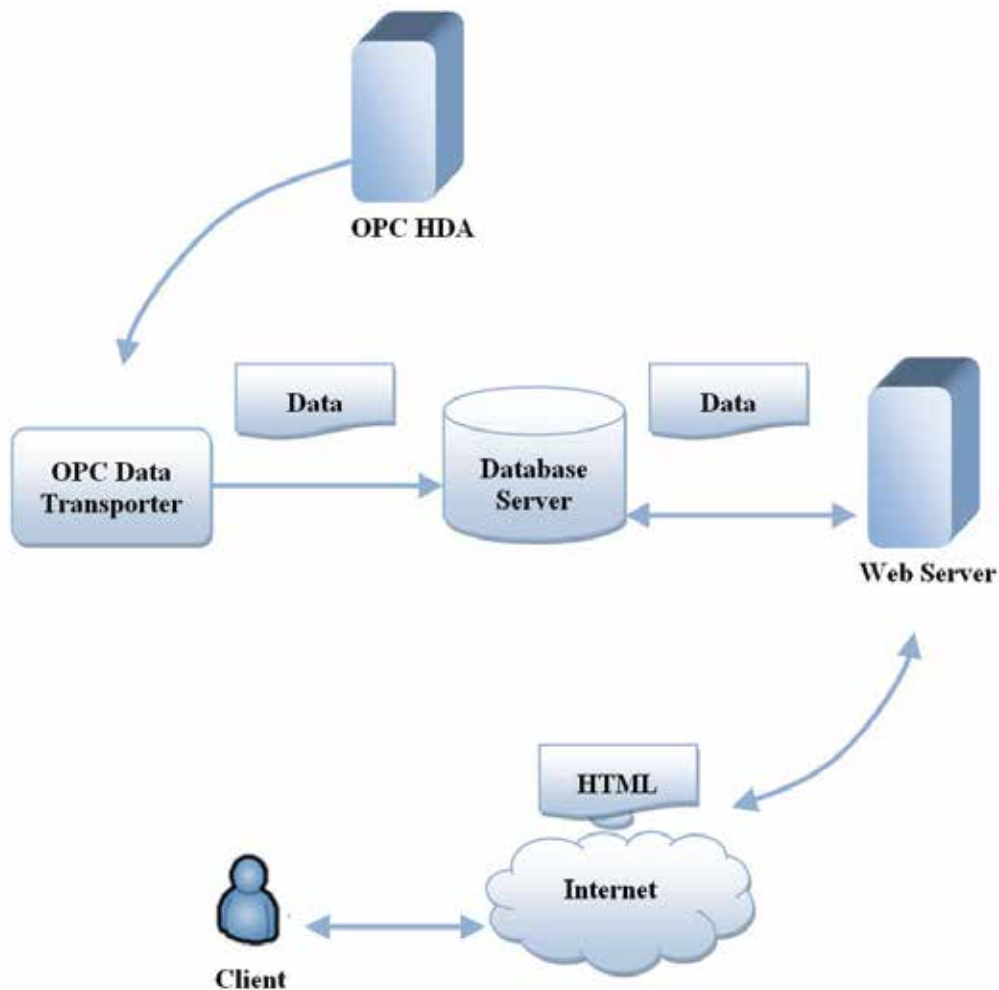 OPC HDA
Data
Data
OPC Data
Transporter
Database
Server
Web Server
HTML
Internet
Client